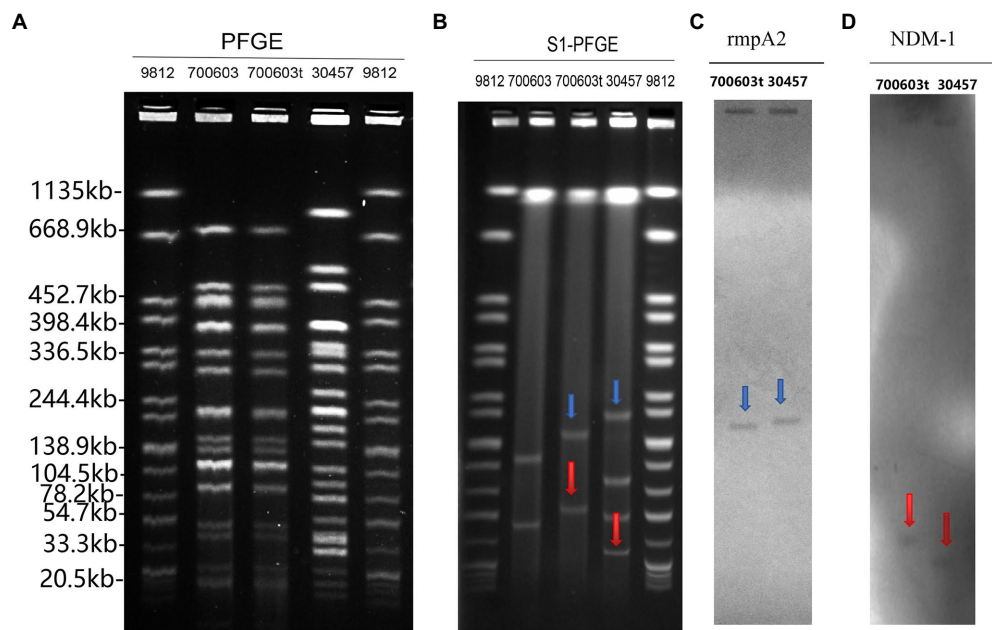 A
PFGE
9812 700603 700603t 30457 9812
1135kb-
668.9kb-
452.7kb-
398.4kb-
336.5kb-
244.4kb-
138.9kb-
104.5kb-
78.2kb-
54.7kb-
33.3kb-
20.5kb-
B
S1-PFGE
9812 700603 700603t 30457 9812
C
rmpA2
700603t 30457
D
NDM-1
700603t 30457